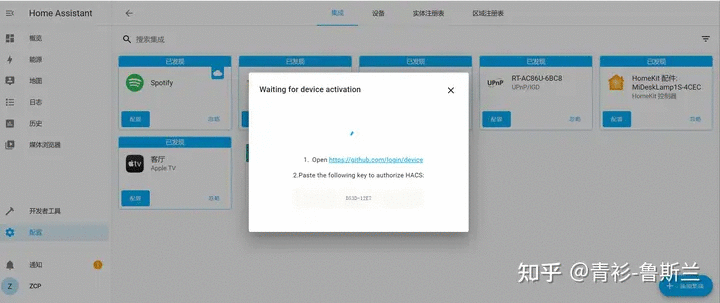 Home Assistant
集成
设备
实体注册表
区域注册表
概览
能源
地图
日志
历史
媒体浏览器
开发者工具
配置
通知
Z
ZCP
搜索集成
已发现
Spotify
配置
忽略
已发现
已发现
已发现
UPnP
RT-AC86U-6BC8
UPnP/IGD
配置
忽略
已发现
HomeKit 配件:
MiDeskLamp1S-4CEC
HomeKit 控制器
配置
忽略
已发现
tv
客厅
Apple TV
配置
忽略
Waiting for device activation
1. Open https://github.com/login/device
2.Paste the following key to authorize HACS:
添加集成
知乎 @青衫-鲁斯兰